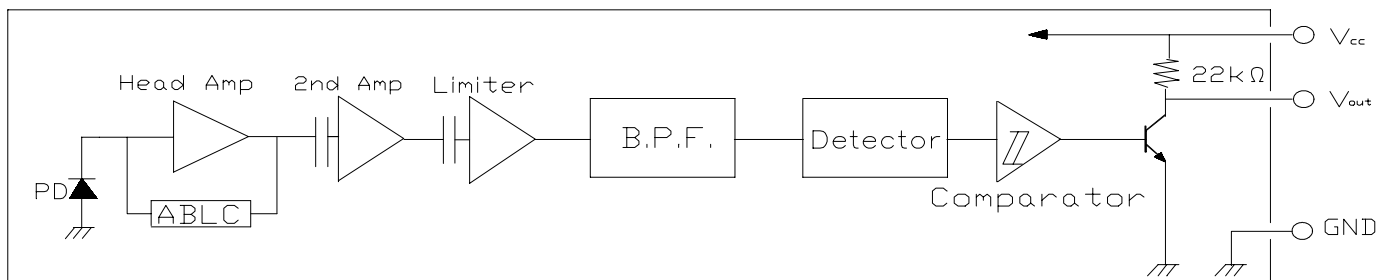 Vcc
22kΩ
Head Amp
2nd Amp
Limiter
Vout
B.P.F.
Detector
PD
ABLC
Comparator
GND